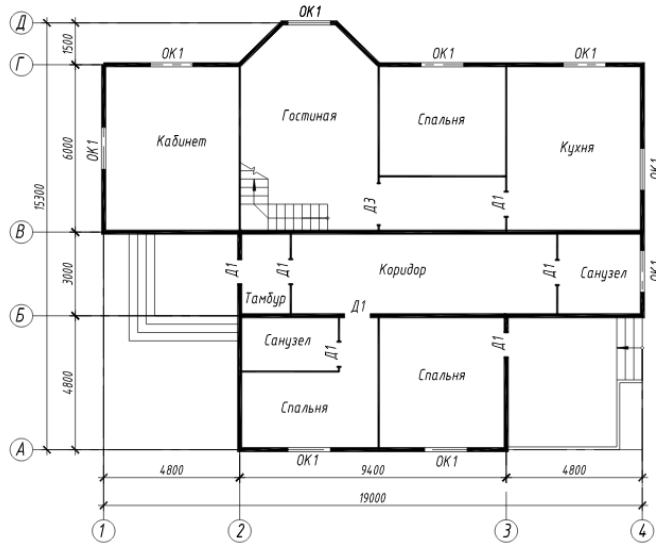 ОК1
Д
1500
ОК1
ОК1
ОК1
Г
Гостиная
Спальня
Кабинет
Кухня
ОК1
ОК1
6000
15300
Д3
Д1
В
Д1
Д1
Коридор
Д1
Санузел
ОК1
3000
Тамбур
Д1
Б
Санузел
Д1
Д1
Спальня
4800
Спальня
А
ОК1
ОК1
4800
9400
4800
19000
1
2
3
4